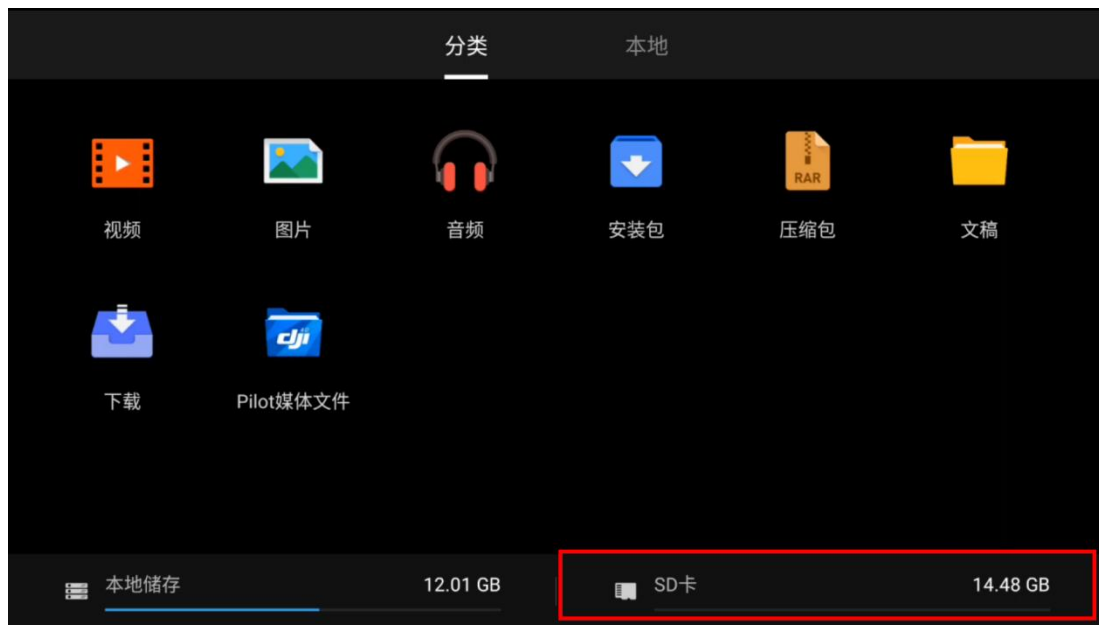 分类 本地
RAR
视频 图片 音频 安装包 压缩包 文稿
dji
下载 Pilot媒体文件
本地储存 12.01 GB SD卡 14.48 GB